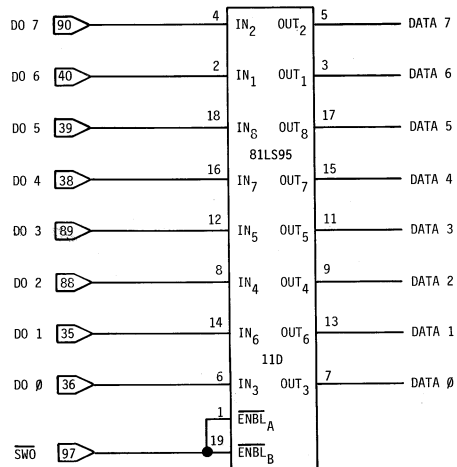 DO 7 90 4 IN2 OUT2 5 DATA 7
DO 6 40 2 IN1 OUT1 3 DATA 6
DO 5 39 18 IN8 OUT8 17 DATA 5
81LS95
DO 4 38 16 IN7 OUT7 15 DATA 4
DO 3 89 12 IN5 OUT5 11 DATA 3
DO 2 88 8 IN4 OUT4 9 DATA 2
DO 1 35 14 IN6 OUT6 13 DATA 1
11D
DO Ø 36 6 IN3 OUT3 7 DATA Ø
1 E̅N̅B̅L̅A
S̅W̅O̅ 97 19 E̅N̅B̅L̅B